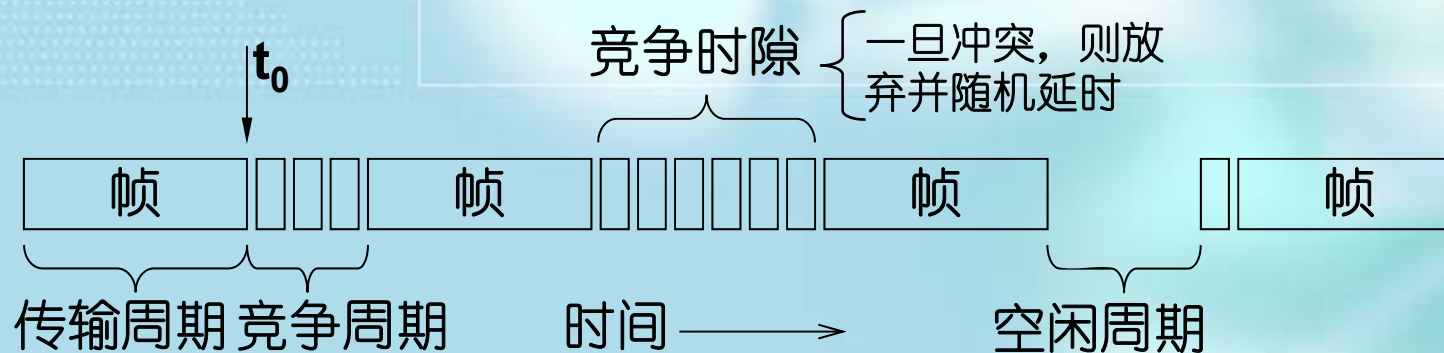 t₀
竞争时隙
一旦冲突，则放
弃并随机延时
帧 帧 帧 帧
传输周期 竞争周期 时间 空闲周期